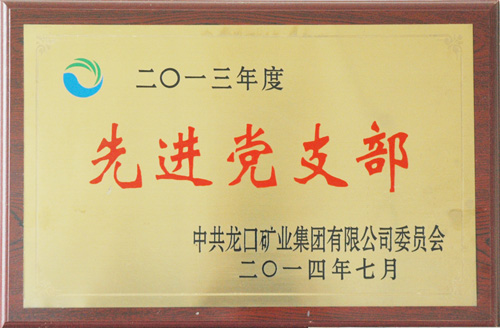 二〇一三年度
先进党支部
中共龙口矿业集团有限公司委员会
二〇一四年七月